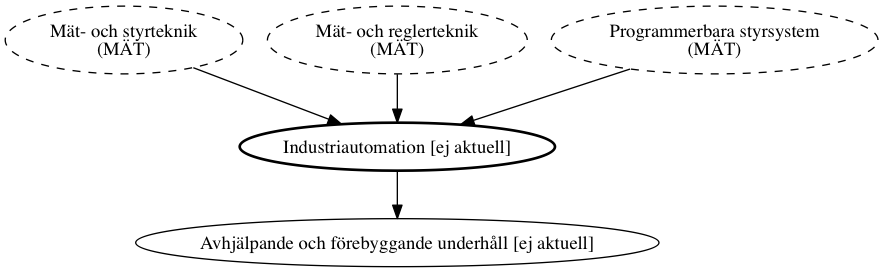 Mät- och styrteknik
(MÄT)
Mät- och reglerteknik
(MÄT)
Programmerbara styrsystem
(MÄT)
Industriautomation [ej aktuell]
Avhjälpande och förebyggande underhåll [ej aktuell]